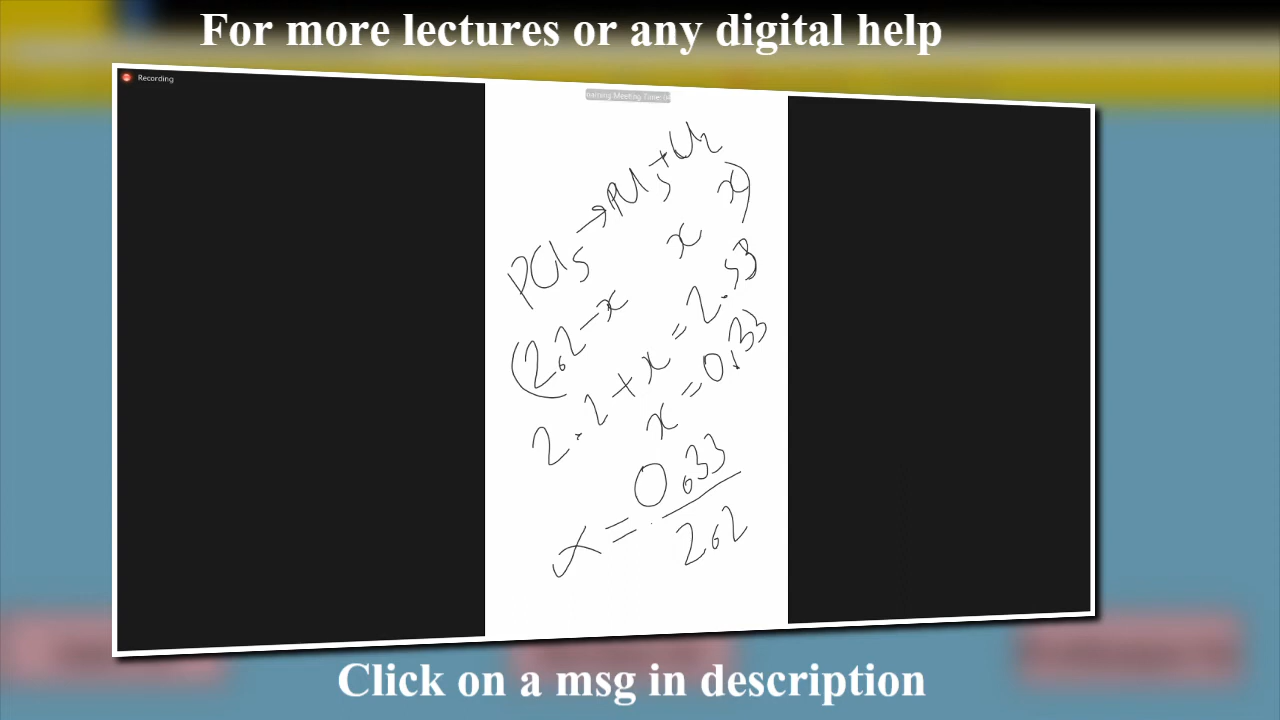 For more lectures or any digital help
Recording
PCl5 → PCl3 + Cl2
(2.2-x x x)
2.2+x = 2.53
x = 0.33
α = 0.33/2.2
Click on a msg in description